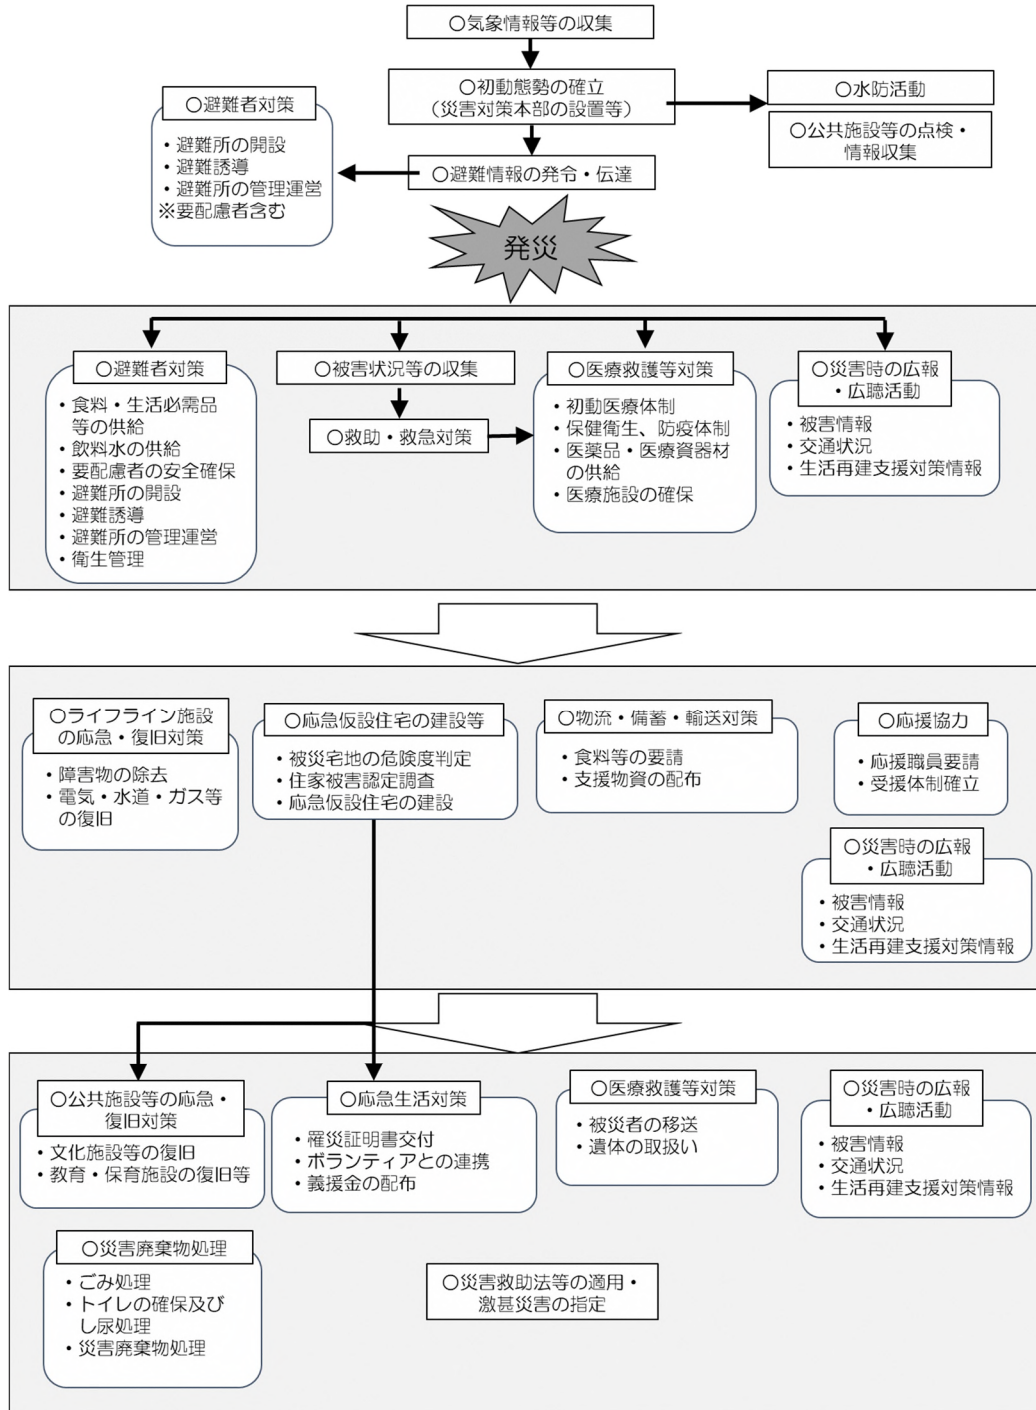 〇気象情報等の収集
〇初動態勢の確立
（災害対策本部の設置等）
〇水防活動
〇公共施設等の点検・
情報収集
〇避難情報の発令・伝達
〇避難者対策
・避難所の開設
・避難誘導
・避難所の管理運営
※要配慮者含む
発災
〇避難者対策
・食料・生活必需品
等の供給
・飲料水の供給
・要配慮者の安全確保
・避難所の開設
・避難誘導
・避難所の管理運営
・衛生管理
〇被害状況等の収集
〇救助・救急対策
〇医療救護等対策
・初動医療体制
・保健衛生、防疫体制
・医薬品・医療資器材
の供給
・医療施設の確保
〇災害時の広報
・広聴活動
・被害情報
・交通状況
・生活再建支援対策情報
〇ライフライン施設
の応急・復旧対策
・障害物の除去
・電気・水道・ガス等
の復旧
〇応急仮設住宅の建設等
・被災宅地の危険度判定
・住家被害認定調査
・応急仮設住宅の建設
〇物流・備蓄・輸送対策
・食料等の要請
・支援物資の配布
〇応援協力
・応援職員要請
・受援体制確立
〇災害時の広報
・広聴活動
・被害情報
・交通状況
・生活再建支援対策情報
〇公共施設等の応急・
復旧対策
・文化施設等の復旧
・教育・保育施設の復旧等
〇応急生活対策
・罹災証明書交付
・ボランティアとの連携
・義援金の配布
〇医療救護等対策
・被災者の移送
・遺体の取扱い
〇災害時の広報
・広聴活動
・被害情報
・交通状況
・生活再建支援対策情報
〇災害廃棄物処理
・ごみ処理
・トイレの確保及び
し尿処理
・災害廃棄物処理
〇災害救助法等の適用・
激甚災害の指定